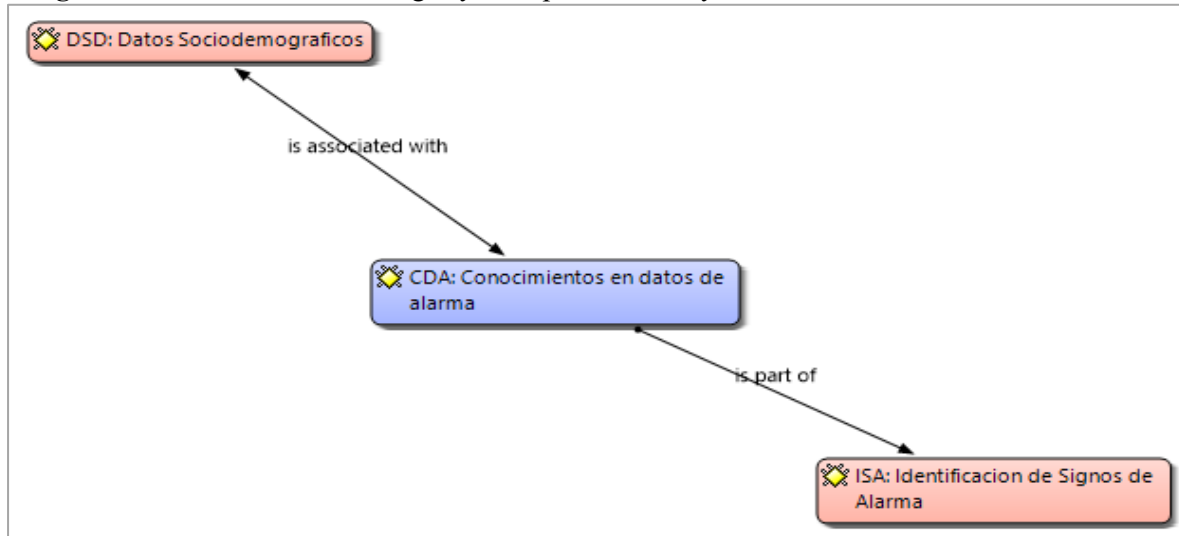 DSD: Datos Sociodemograficos
is associated with
CDA: Conocimientos en datos de
alarma
is part of
ISA: Identificacion de Signos de
Alarma